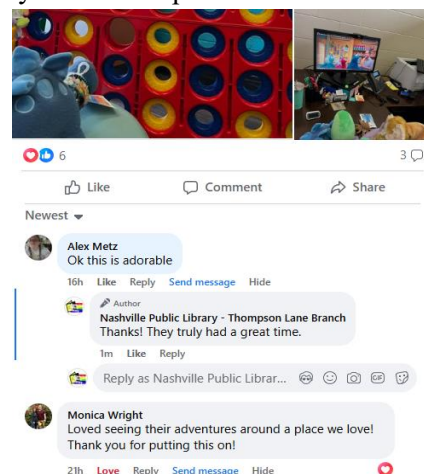 6
3
Like Comment Share
Newest
Alex Metz
Ok this is adorable
16h Like Reply Send message Hide
Author
Nashville Public Library - Thompson Lane Branch
Thanks! They truly had a great time.
1m Like Reply
Reply as Nashville Public Librar...
GIF
Monica Wright
Loved seeing their adventures around a place we love!
Thank you for putting this on!
21h Love Reply Send message Hide